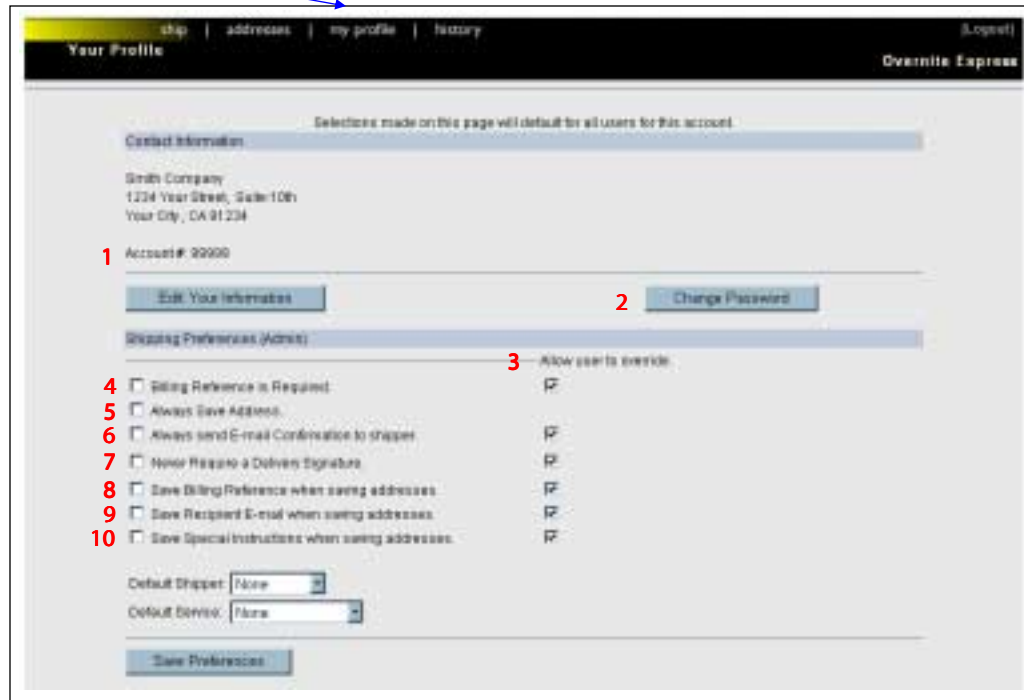 ship | addresses | my profile | history (Logout)
Your Profile
Overnite Express
Selections made on this page will default for all users for this account.
Contact Information
Smith Company
1234 Your Street, Suite 10th
Your City, CA 91234
1 Account #: 99999
Edit Your Information 2 Change Password
Shipping Preferences (Admin)
3 Allow user to override.
4 Billing Reference is Required.
5 Always Save Address.
6 Always send E-mail Confirmation to shipper.
7 Never Require a Delivery Signature.
8 Save Billing Reference when saving addresses.
9 Save Recipient E-mail when saving addresses.
10 Save Special Instructions when saving addresses.
Default Shipper: None
Default Service: None
Save Preferences